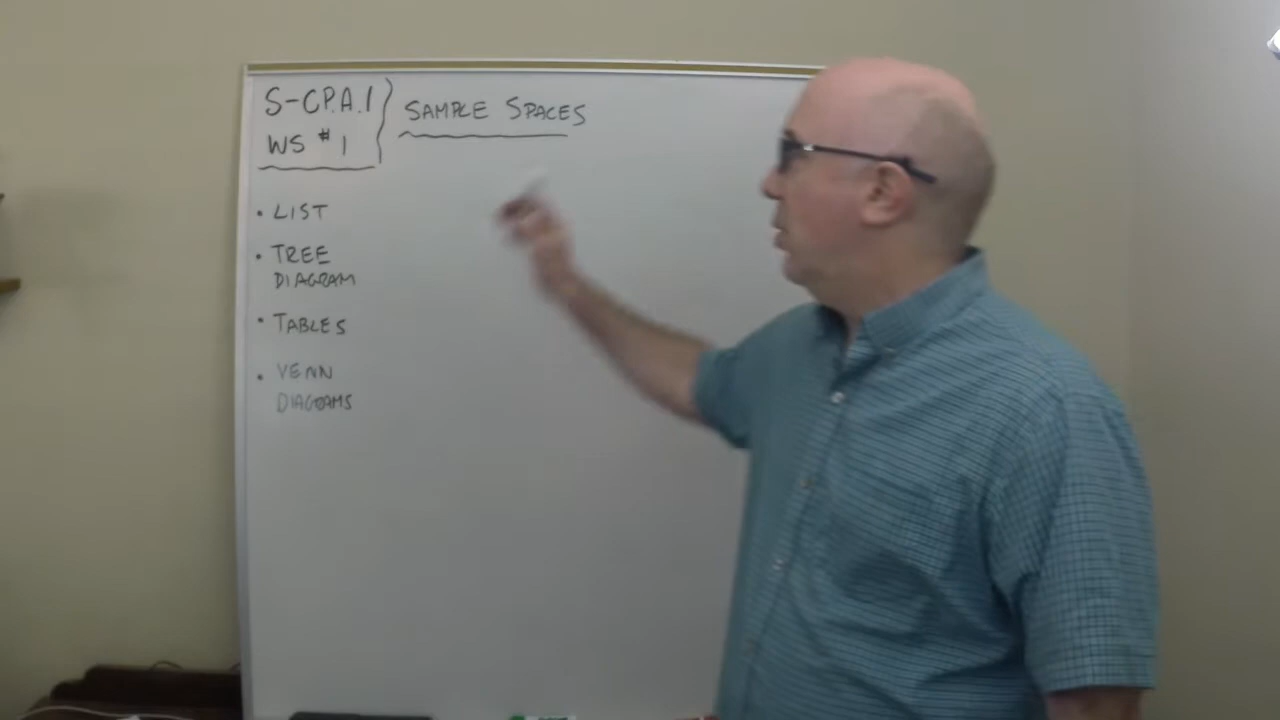 S-CP.A.1
WS #1
SAMPLE SPACES
• LIST
• TREE
DIAGRAM
• TABLES
• VENN
DIAGRAMS